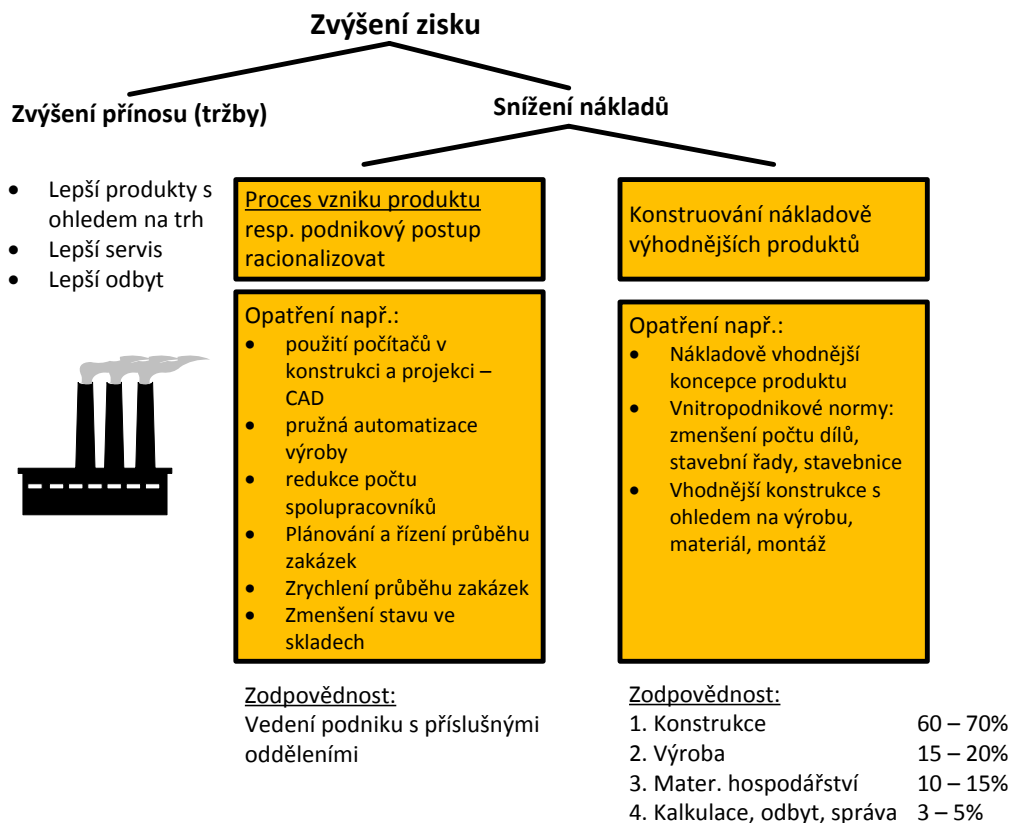 Zvýšení zisku
Zvýšení přínosu (tržby)
Snížení nákladů
• Lepší produkty s
ohledem na trh
• Lepší servis
• Lepší odbyt
Proces vzniku produktu
resp. podnikový postup
racionalizovat
Opatření např.:
• použití počítačů v
konstrukci a projekci –
CAD
• pružná automatizace
výroby
• redukce počtu
spolupracovníků
• Plánování a řízení průběhu
zakázek
• Zrychlení průběhu zakázek
• Zmenšení stavu ve
skladech
Zodpovědnost:
Vedení podniku s příslušnými
odděleními
Konstruování nákladově
výhodnějších produktů
Opatření např.:
• Nákladově vhodnější
koncepce produktu
• Vnitropodnikové normy:
zmenšení počtu dílů,
stavební řady, stavebnice
• Vhodnější konstrukce s
ohledem na výrobu,
materiál, montáž
Zodpovědnost:
1. Konstrukce 60 – 70%
2. Výroba 15 – 20%
3. Mater. hospodářství 10 – 15%
4. Kalkulace, odbyt, správa 3 – 5%